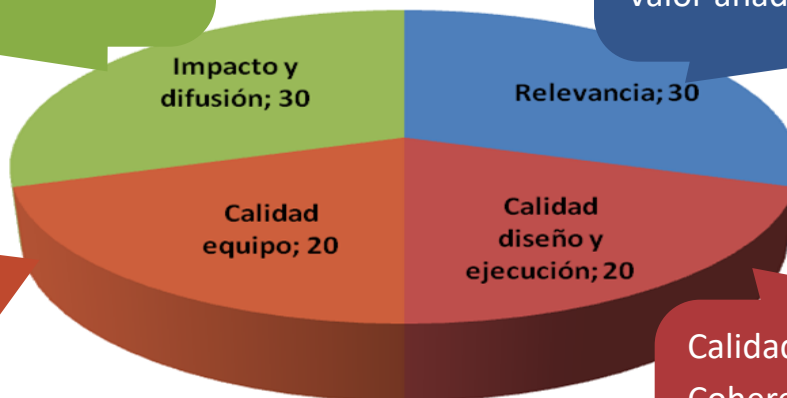 Impacto y
difusión; 30
Relevancia; 30
Calidad
equipo; 20
Calidad
diseño y
ejecución; 20